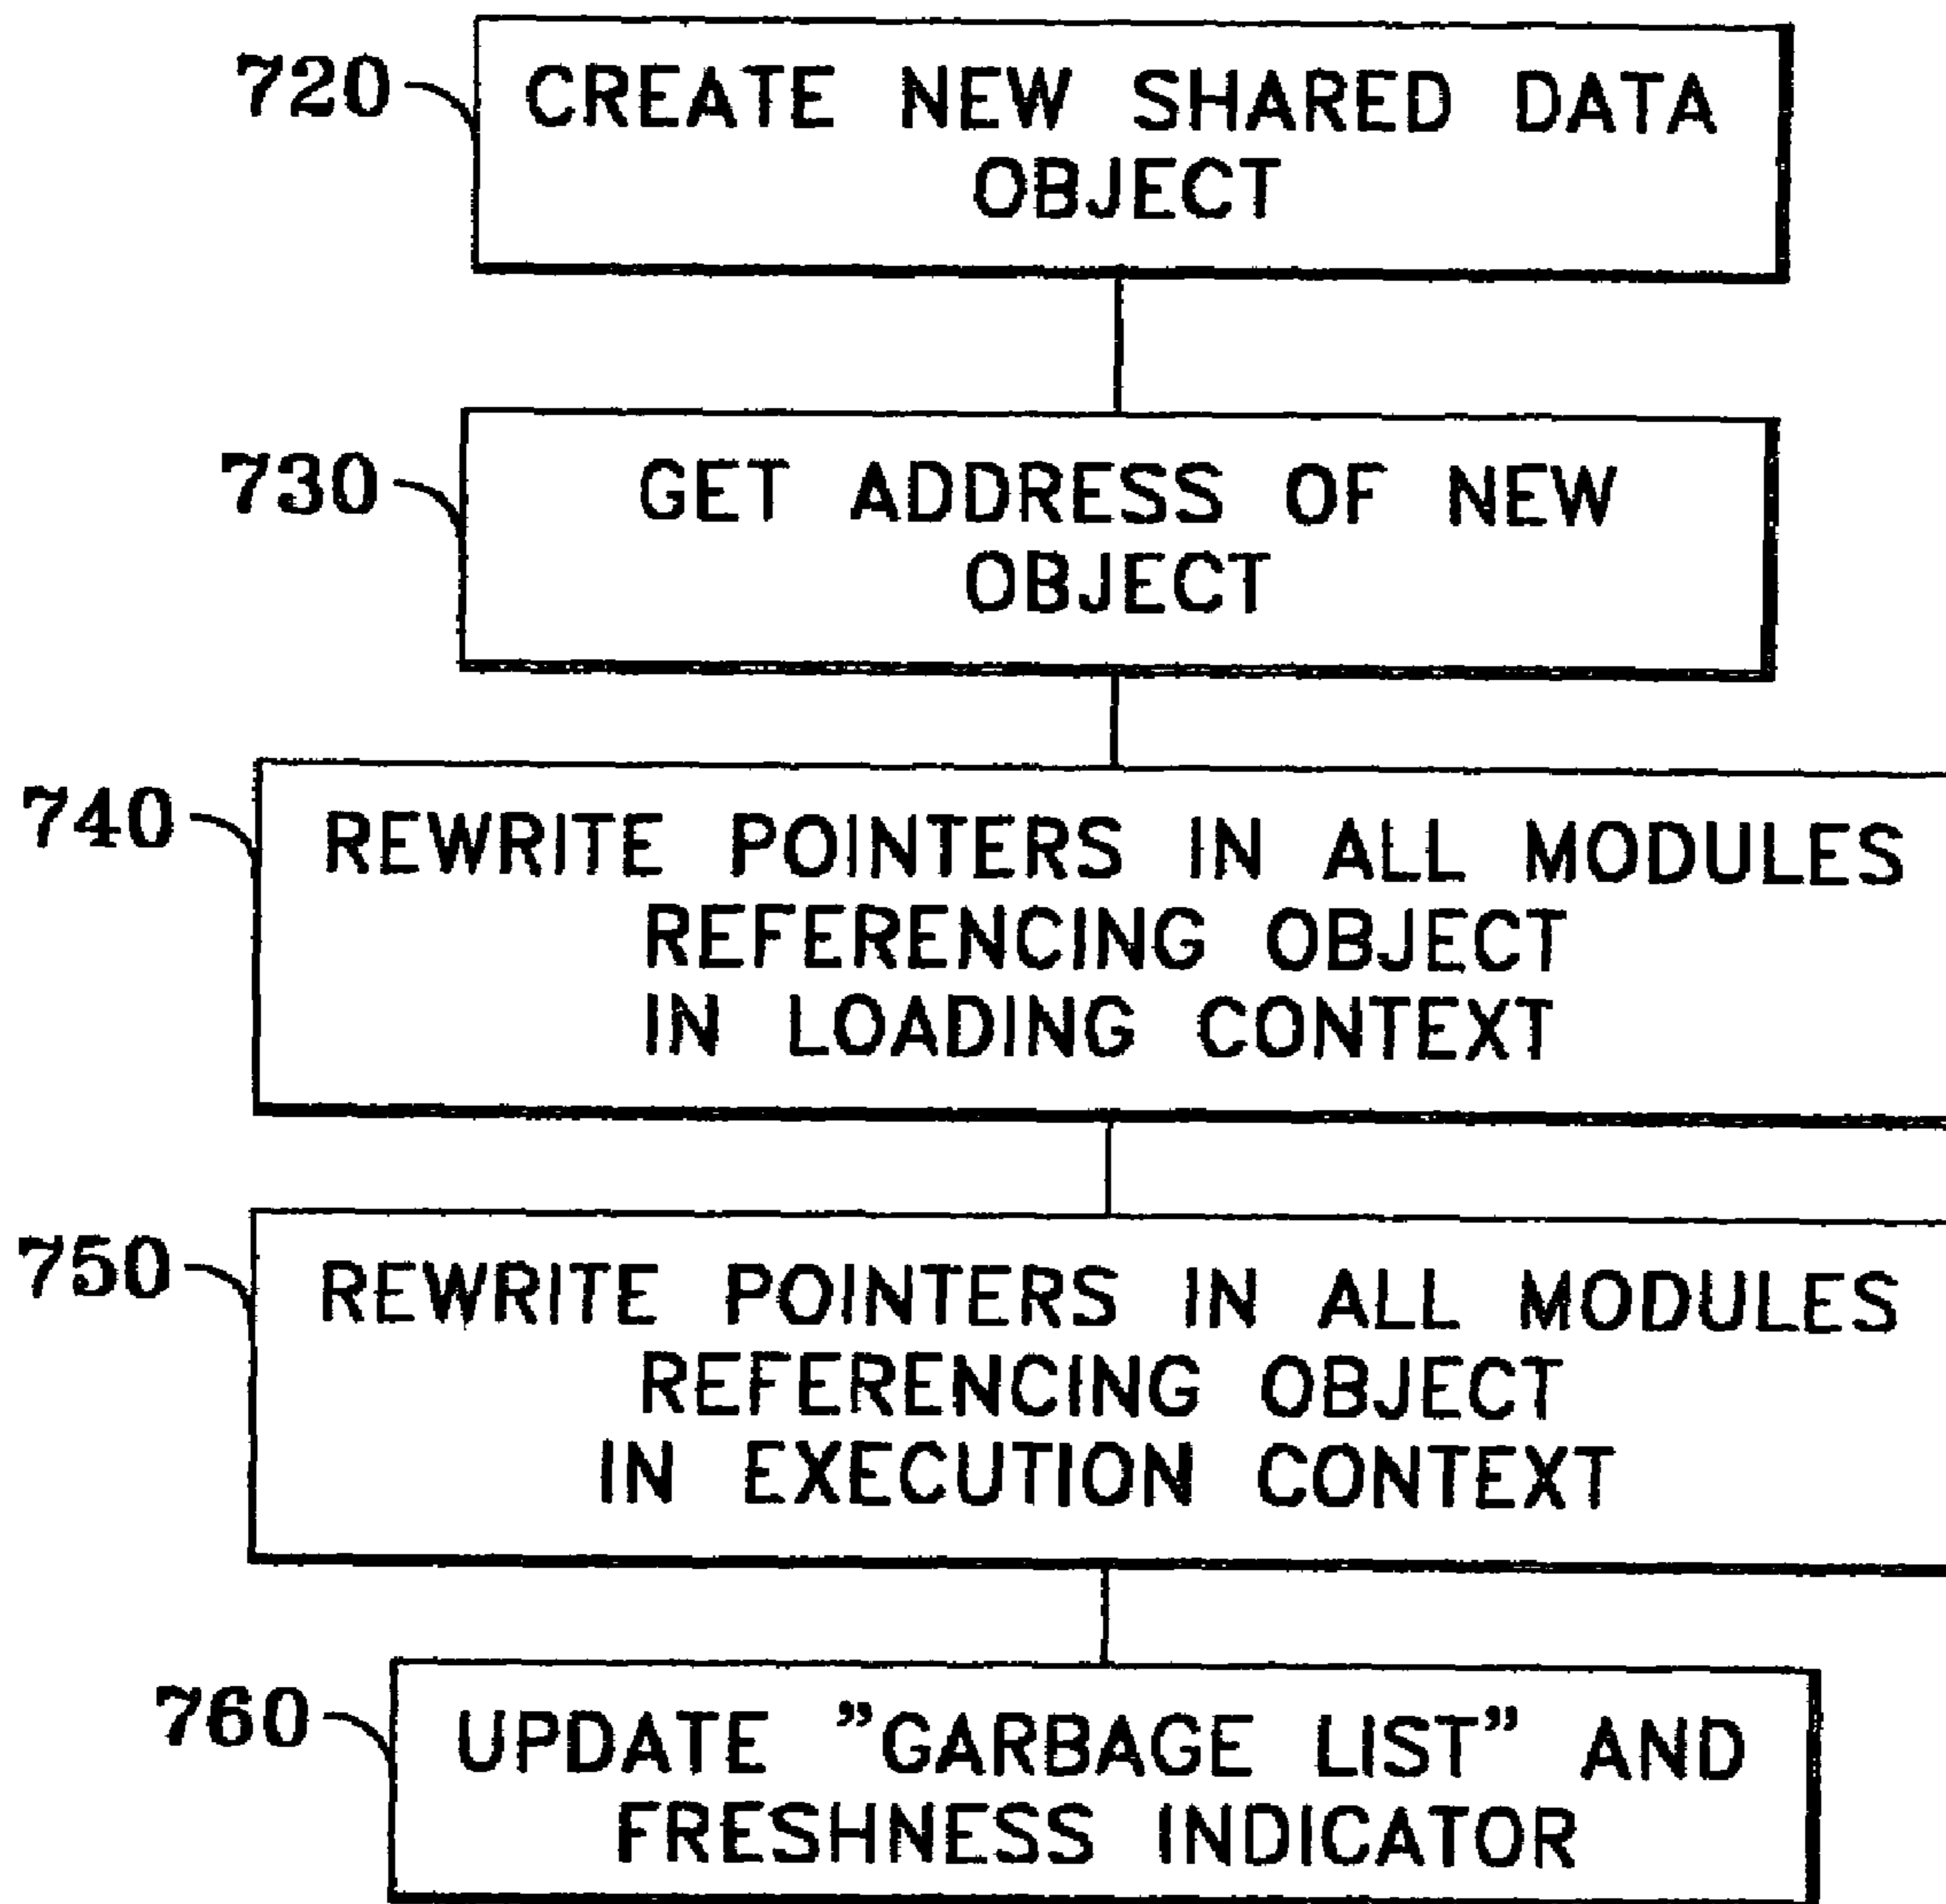 720
CREATE NEW SHARED DATA
OBJECT
730
GET ADDRESS OF NEW
OBJECT
740
REWRITE POINTERS IN ALL MODULES
REFERENCING OBJECT
IN LOADING CONTEXT
750
REWRITE POINTERS IN ALL MODULES
REFERENCING OBJECT
IN EXECUTION CONTEXT
760
UPDATE ”GARBAGE LIST” AND
FRESHNESS INDICATOR